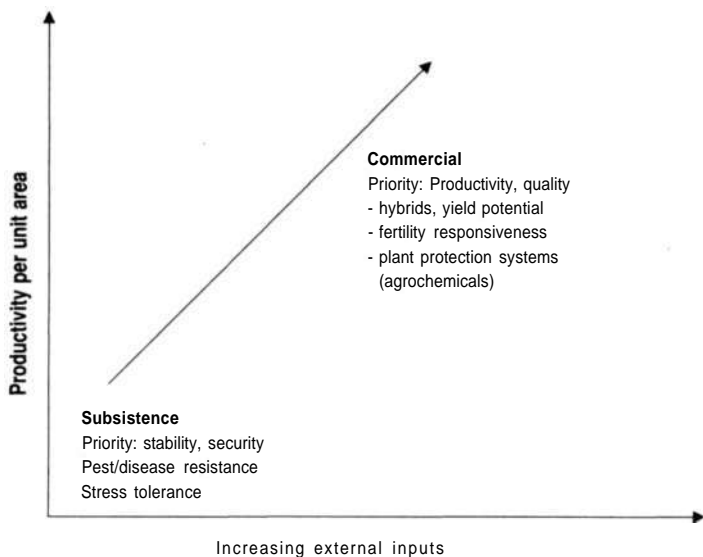 Productivity per unit area
Commercial
Priority: Productivity, quality
- hybrids, yield potential
- fertility responsiveness
- plant protection systems
(agrochemicals)
Subsistence
Priority: stability, security
Pest/disease resistance
Stress tolerance
Increasing external inputs